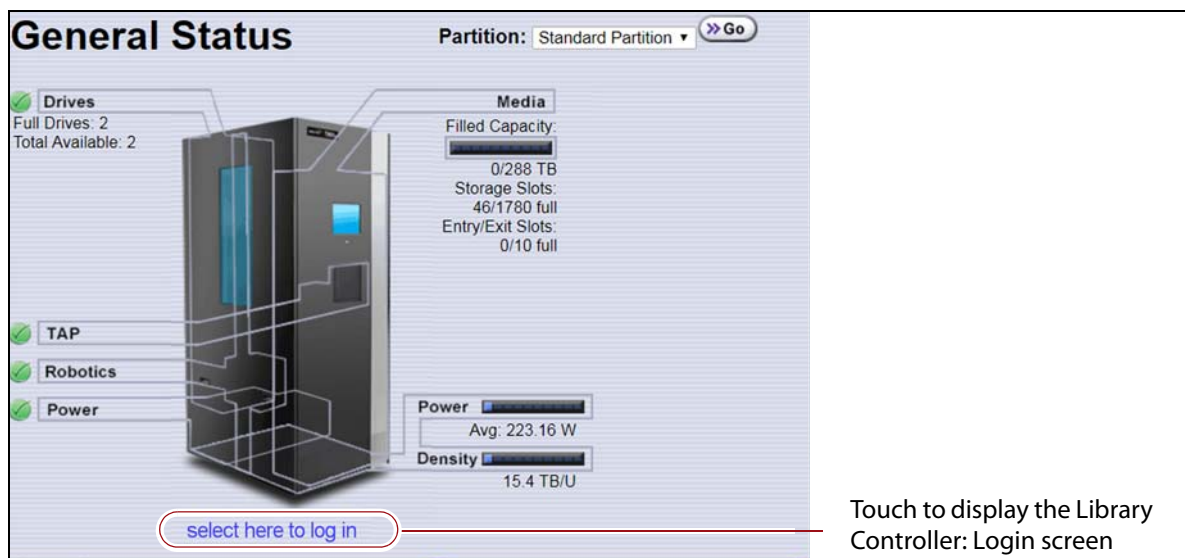 General Status
Partition: Standard Partition
Go
Drives
Full Drives: 2
Total Available: 2
Media
Filled Capacity:
0/288 TB
Storage Slots:
46/1780 full
Entry/Exit Slots:
0/10 full
TAP
Robotics
Power
Power
Avg: 223.16 W
Density
15.4 TB/U
select here to log in
Touch to display the Library
Controller: Login screen